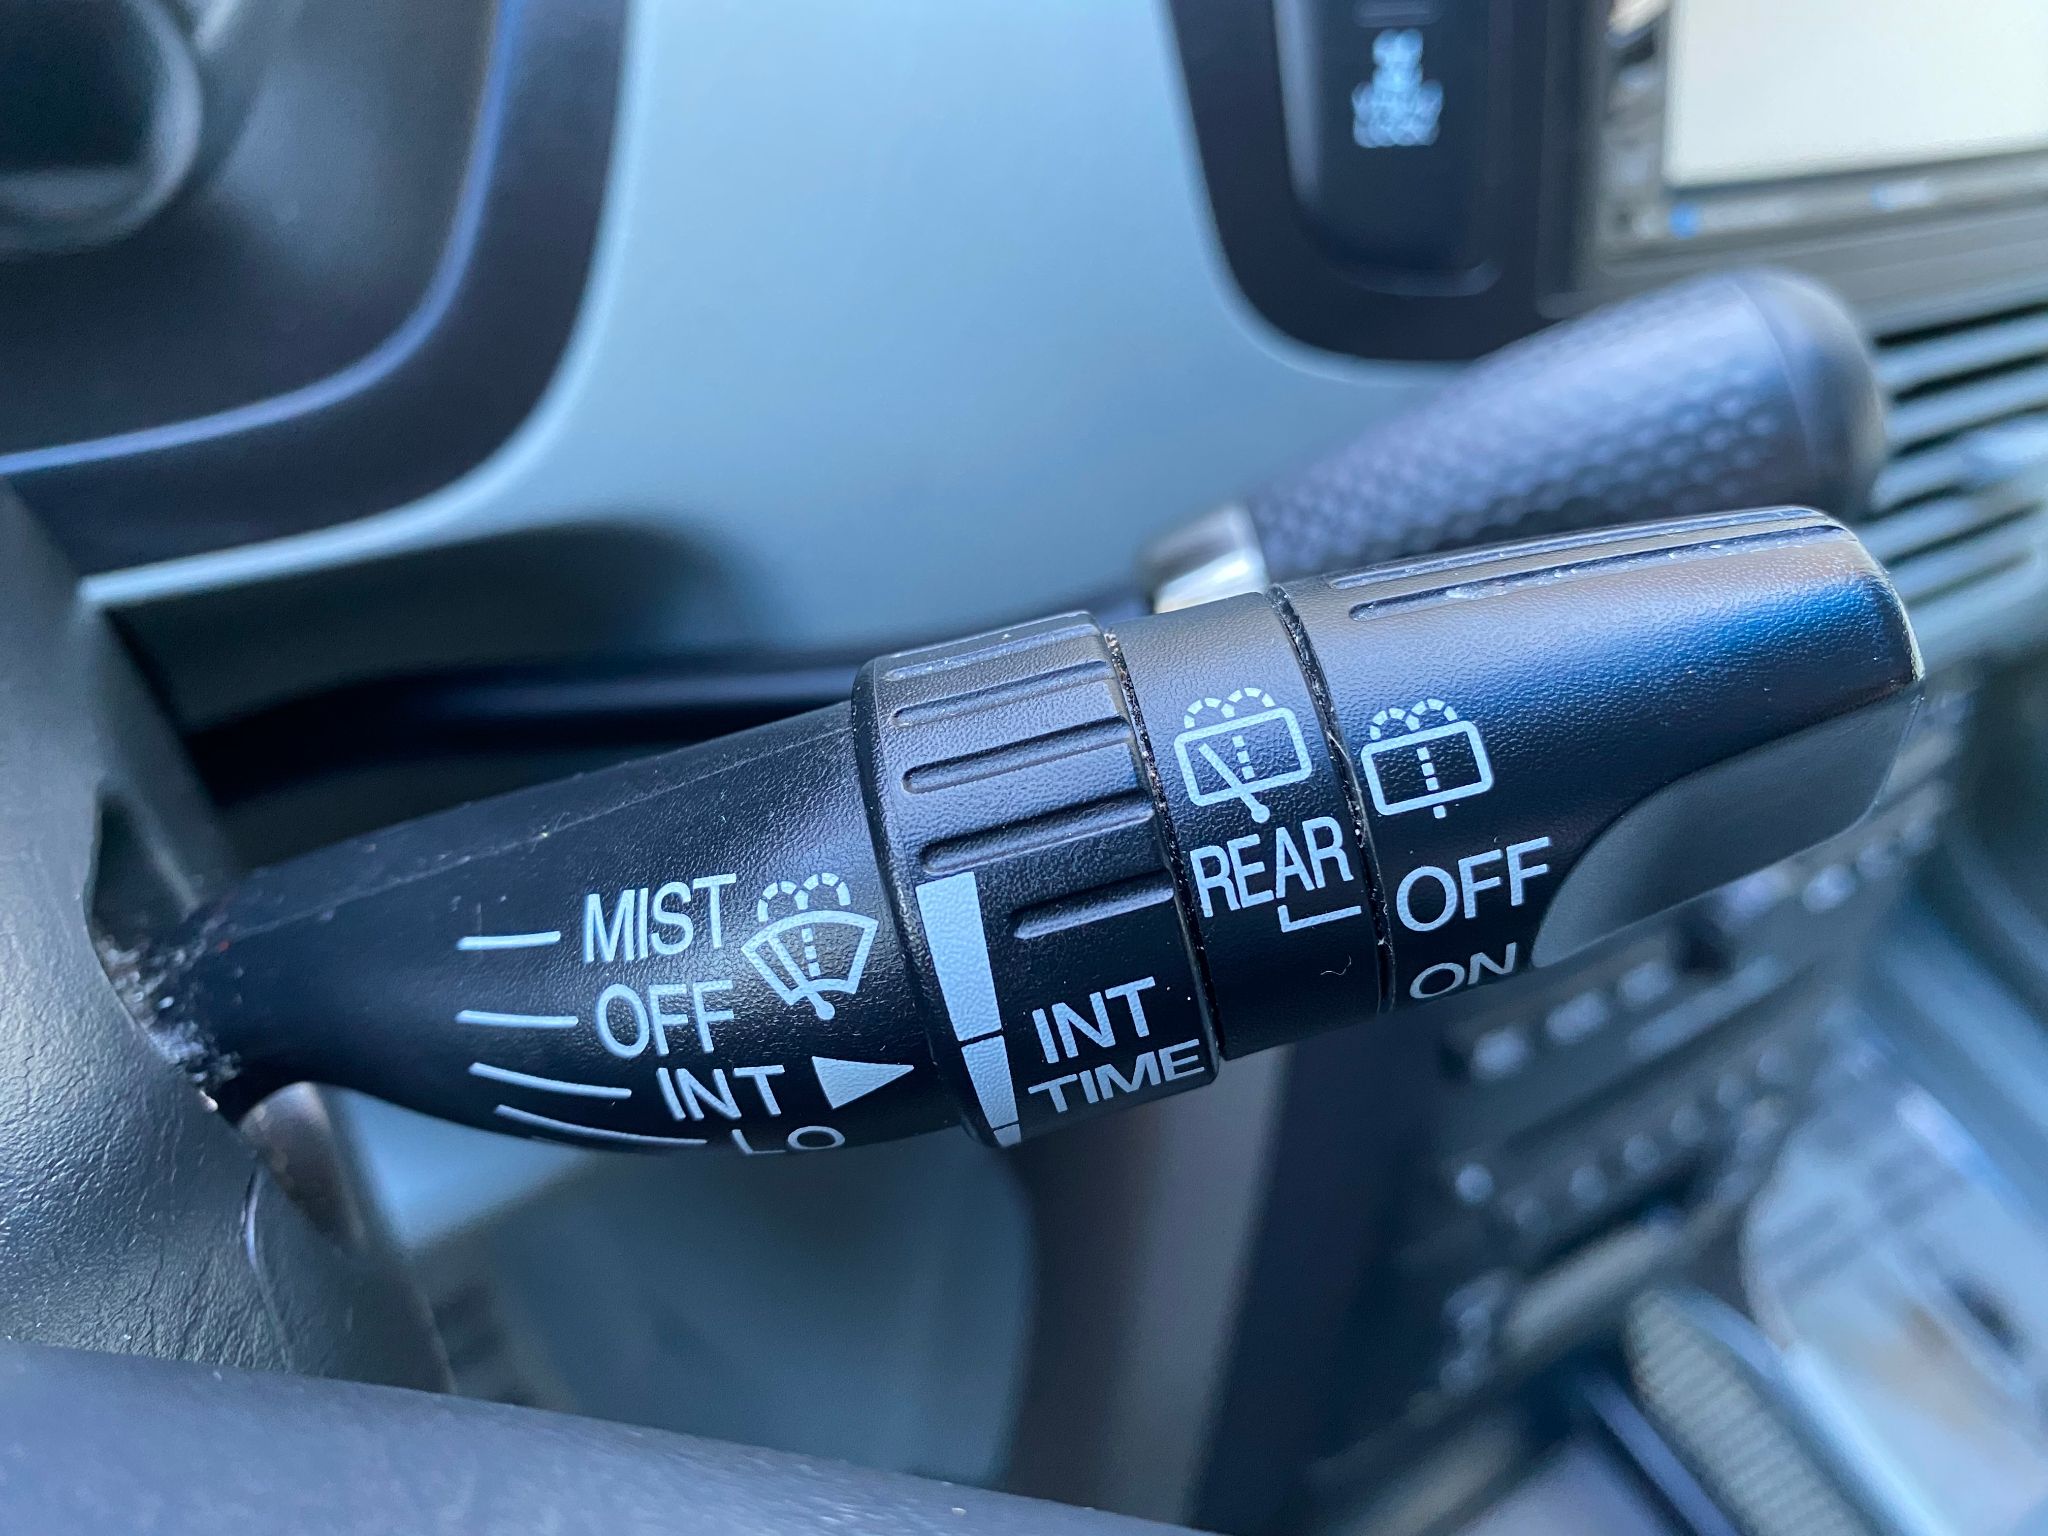 MIST
OFF
INT
LO
INT
TIME
REAR
OFF
ON